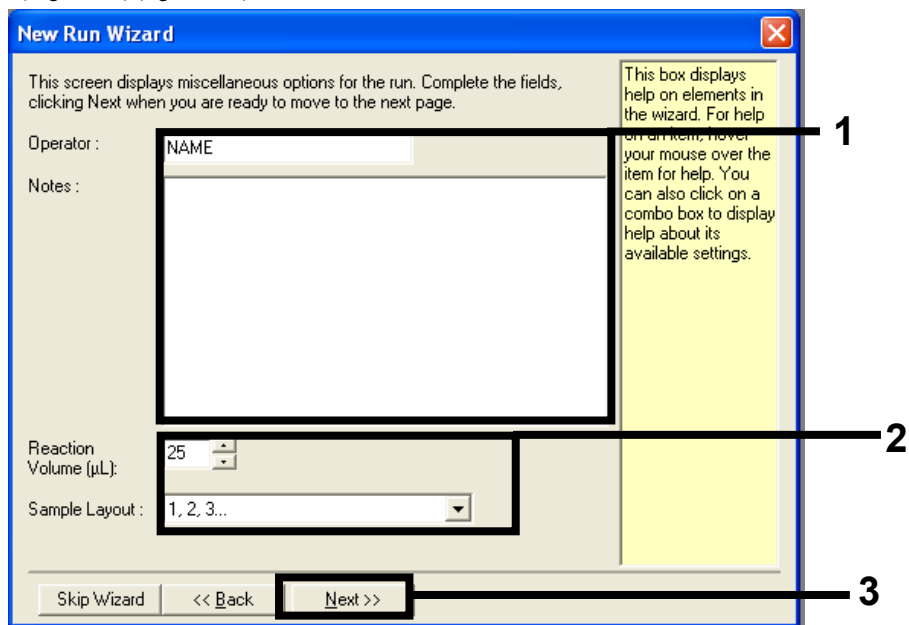 New Run Wizard
This screen displays miscellaneous options for the run. Complete the fields,
clicking Next when you are ready to move to the next page.
Operator :
NAME
Notes :
Reaction
Volume (µL):
25
Sample Layout :
1, 2, 3...
Skip Wizard
<< Back
Next >>
This box displays
help on elements in
the wizard. For help
on an item, hover
your mouse over the
item for help. You
can also click on a
combo box to display
help about its
available settings.
1
2
3